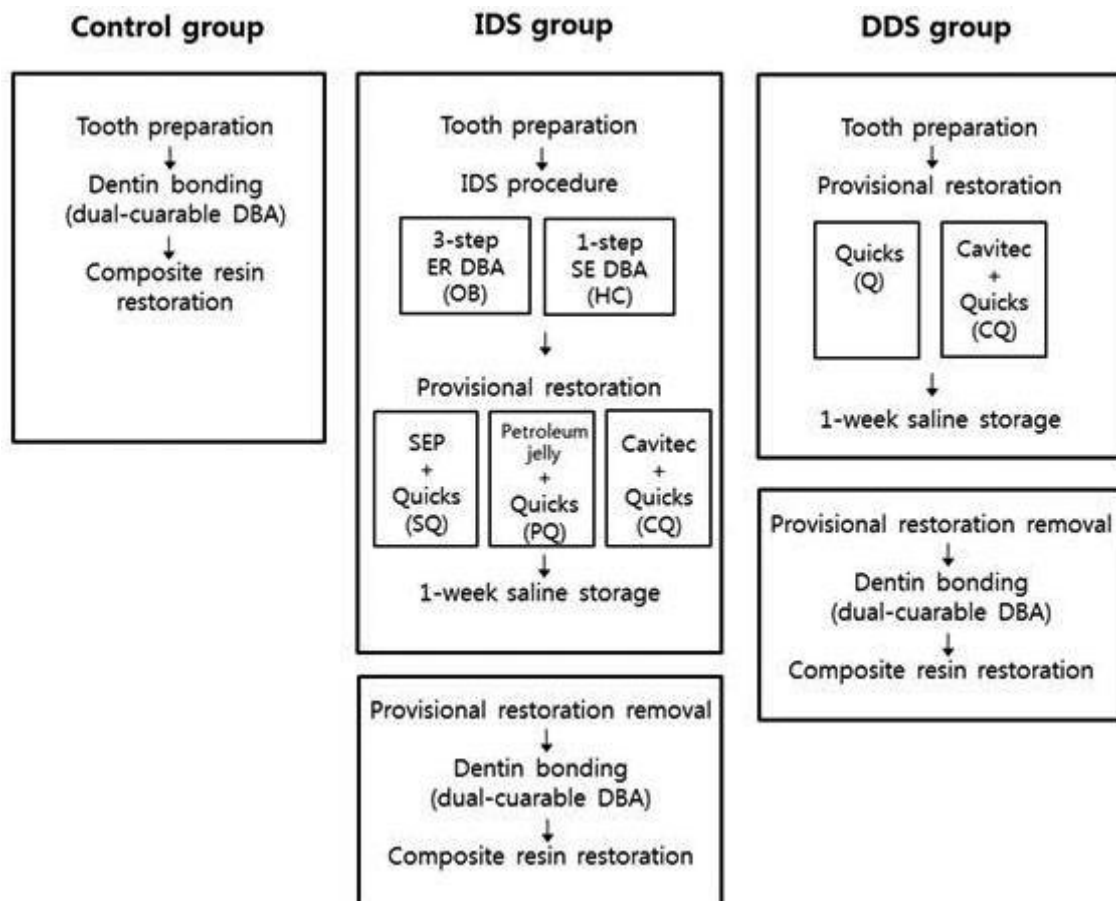 Control group
Tooth preparation
Dentin bonding
(dual-cuarable DBA)
Composite resin
restoration
IDS group
Tooth preparation
IDS procedure
3-step
ER DBA
(OB)
1-step
SE DBA
(HC)
Provisional restoration
SEP
+
Quicks
(SQ)
Petroleum
jelly
+
Quicks
(PQ)
Cavitec
+
Quicks
(CQ)
1-week saline storage
Provisional restoration removal
Dentin bonding
(dual-cuarable DBA)
Composite resin restoration
DDS group
Tooth preparation
Provisional restoration
Quicks
(Q)
Cavitec
+
Quicks
(CQ)
1-week saline storage
Provisional restoration removal
Dentin bonding
(dual-cuarable DBA)
Composite resin restoration